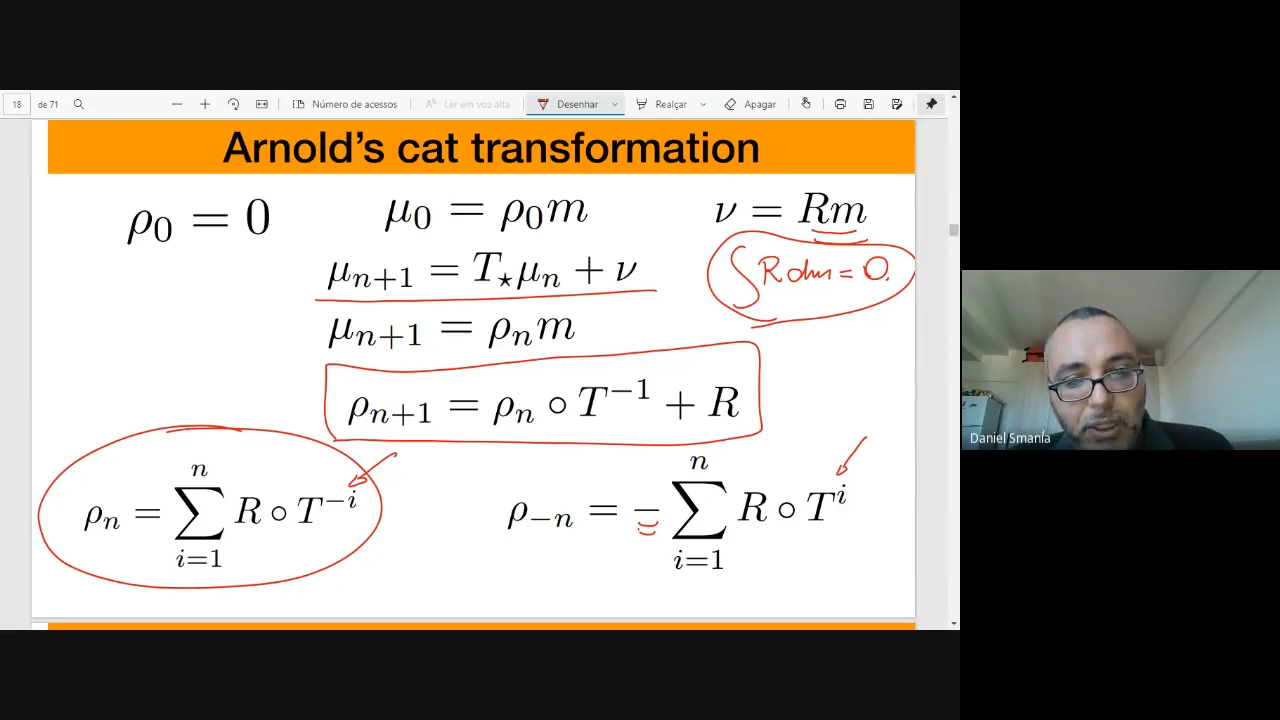 18 de 71 Número de acessos Ler em voz alta Desenhar Realçar Apagar
Arnold's cat transformation
ρ₀ = 0 μ₀ = ρ₀m ν = Rm
μₙ₊₁ = T⋆μₙ + ν ∫ R dm = 0.
μₙ₊₁ = ρₙm
ρₙ₊₁ = ρₙ ∘ T⁻¹ + R
ρₙ = ∑ᵢ₌₁ⁿ R ∘ T⁻ⁱ ρ₋ₙ = − ∑ᵢ₌₁ⁿ R ∘ Tⁱ
Daniel Smanía